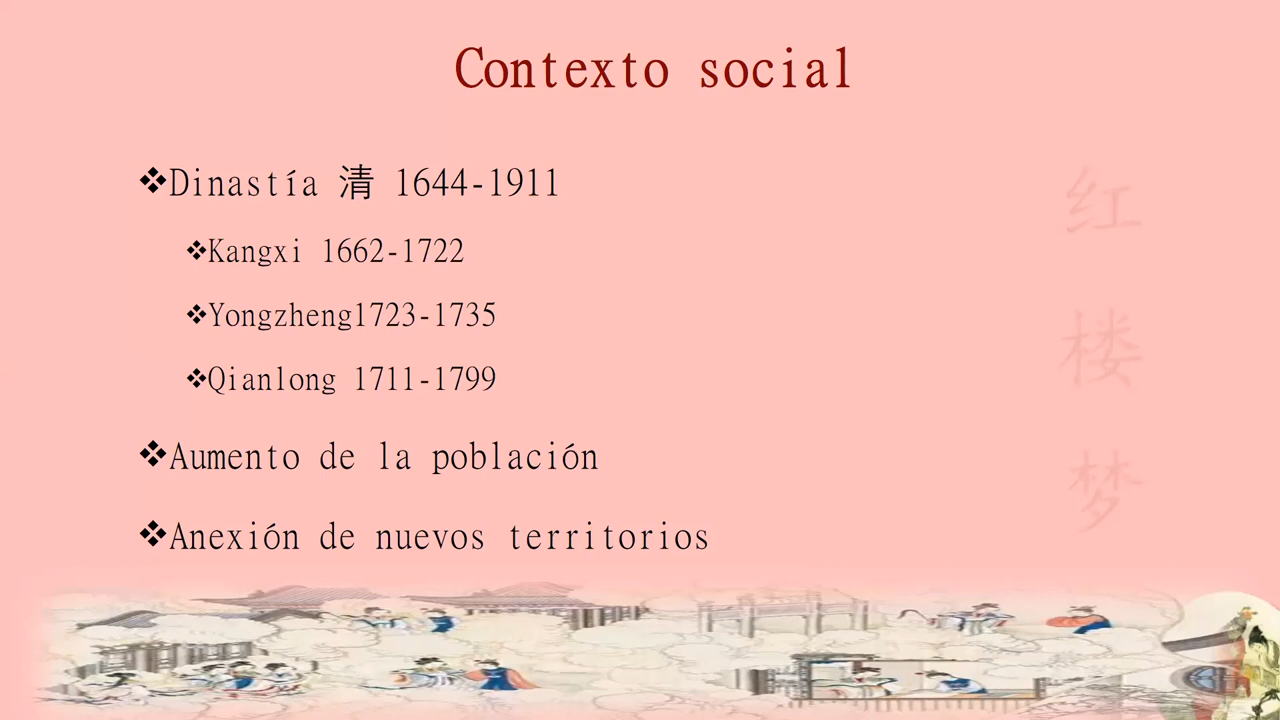 Contexto social
❖Dinastía 清 1644-1911
❖Kangxi 1662-1722
❖Yongzheng1723-1735
❖Qianlong 1711-1799
❖Aumento de la población
❖Anexión de nuevos territorios
红
楼
梦